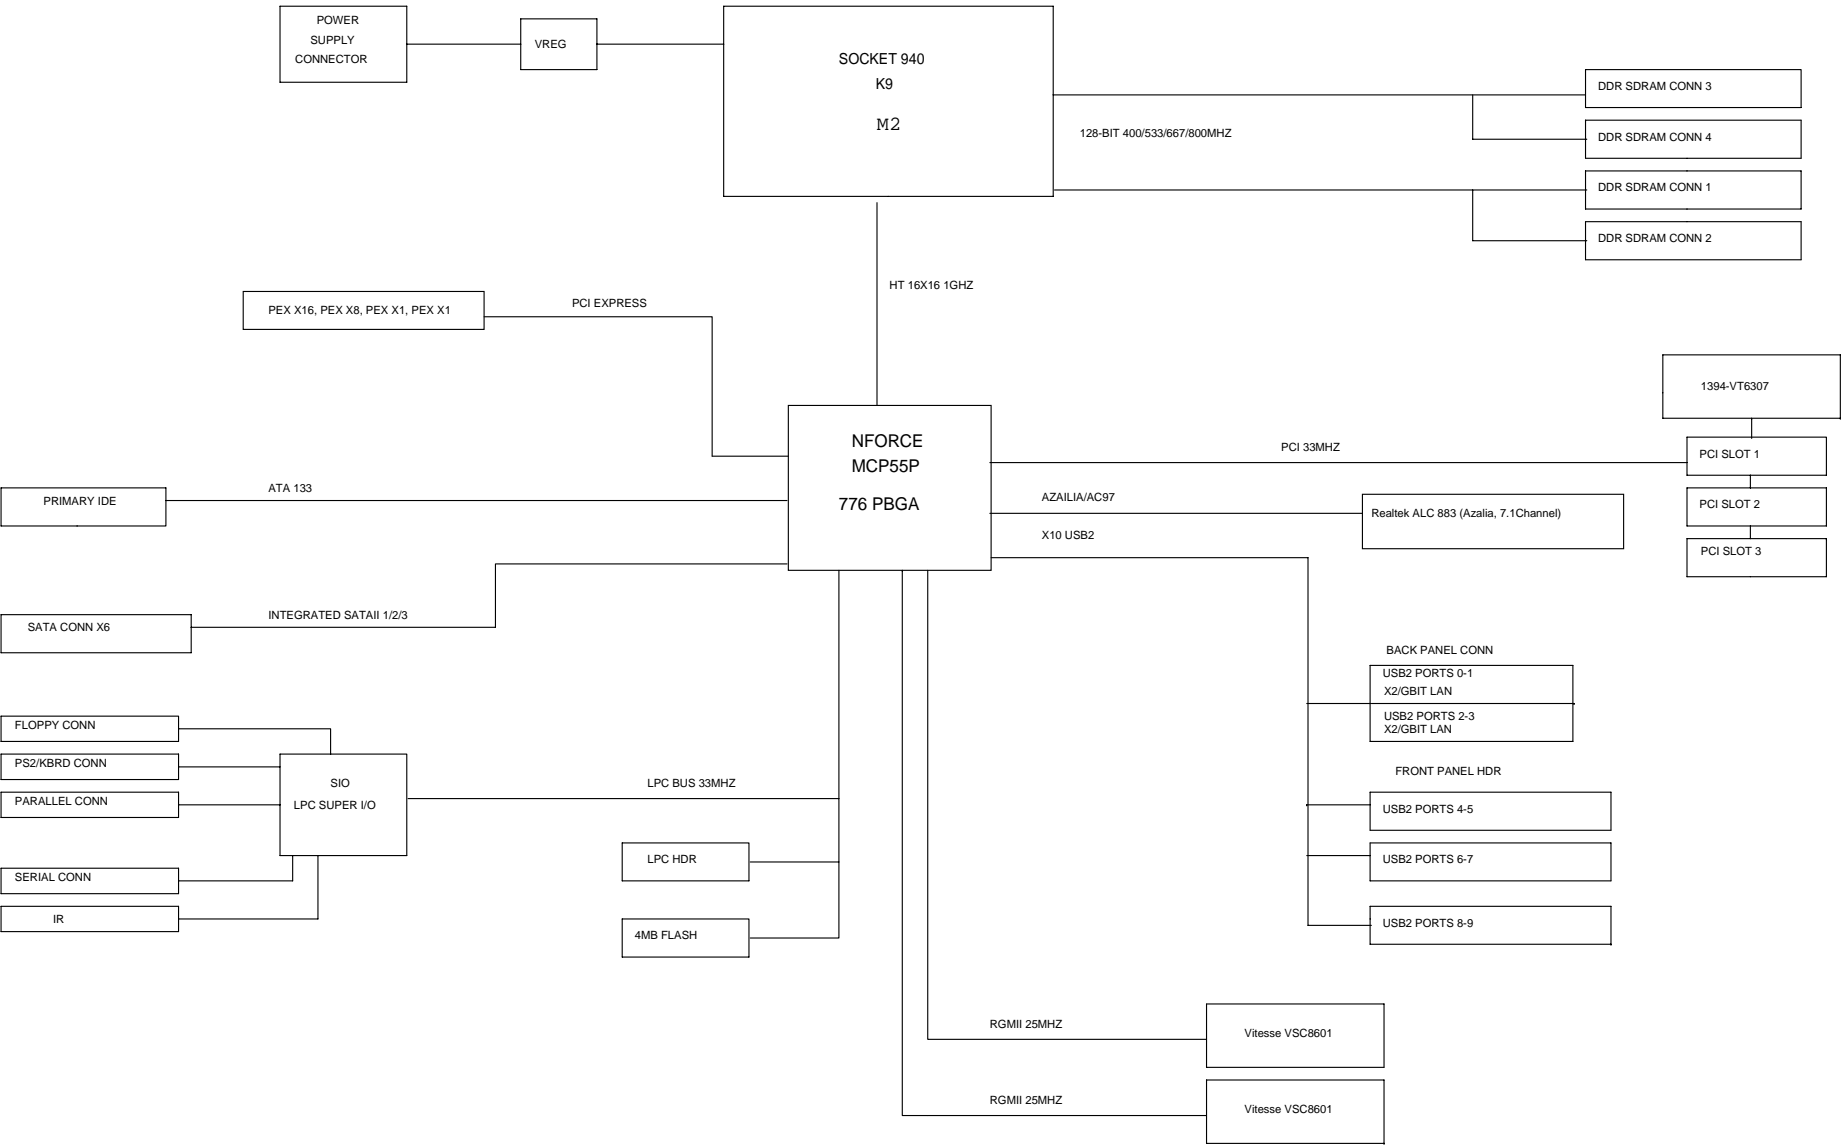 POWER
SUPPLY
CONNECTOR
VREG
SOCKET 940
K9
M2
DDR SDRAM CONN 3
128-BIT 400/533/667/800MHZ
DDR SDRAM CONN 4
DDR SDRAM CONN 1
DDR SDRAM CONN 2
HT 16X16 1GHZ
PCI EXPRESS
PEX X16, PEX X8, PEX X1, PEX X1
1394-VT6307
NFORCE
MCP55P
776 PBGA
PCI 33MHZ
PCI SLOT 1
PCI SLOT 2
PCI SLOT 3
ATA 133
PRIMARY IDE
AZAILIA/AC97
Realtek ALC 883 (Azalia, 7.1Channel)
X10 USB2
INTEGRATED SATAII 1/2/3
SATA CONN X6
BACK PANEL CONN
USB2 PORTS 0-1
X2/GBIT LAN
USB2 PORTS 2-3
X2/GBIT LAN
FLOPPY CONN
PS2/KBRD CONN
PARALLEL CONN
SIO
LPC SUPER I/O
LPC BUS 33MHZ
FRONT PANEL HDR
USB2 PORTS 4-5
USB2 PORTS 6-7
USB2 PORTS 8-9
LPC HDR
SERIAL CONN
IR
4MB FLASH
RGMII 25MHZ
Vitesse VSC8601
RGMII 25MHZ
Vitesse VSC8601